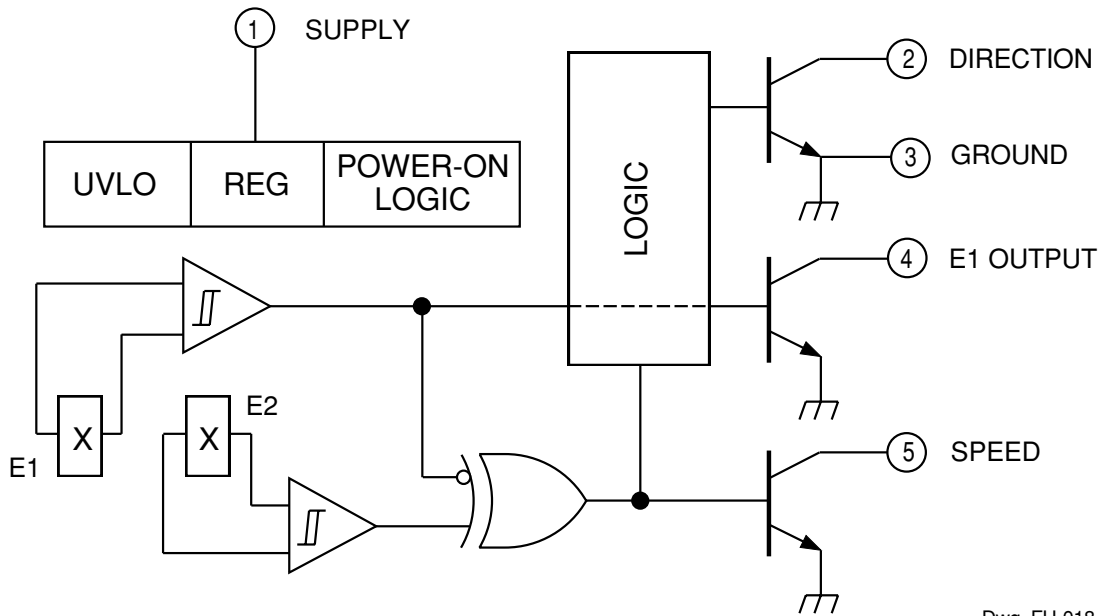 1 SUPPLY
2 DIRECTION
UVLO
REG
POWER-ON
LOGIC
3 GROUND
LOGIC
4 E1 OUTPUT
E1
X
X
E2
5 SPEED